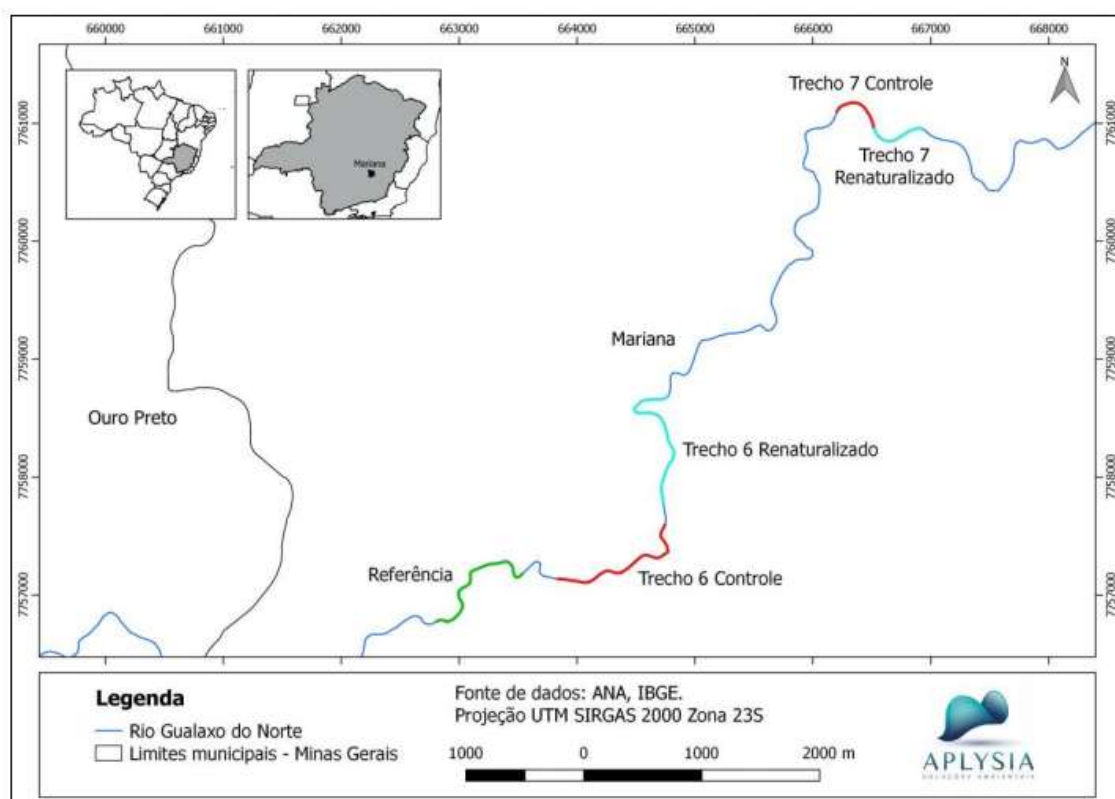 660000 661000 662000 663000 664000 665000 666000 667000 668000
7761000 7761000
7760000 7760000
7759000 7759000
7758000 7758000
7757000 7757000
N
Mariana
Trecho 7 Controle
Trecho 7
Renaturalizado
Mariana
Ouro Preto
Trecho 6 Renaturalizado
Referência
Trecho 6 Controle
Legenda
Rio Gualaxo do Norte
Limites municipais - Minas Gerais
Fonte de dados: ANA, IBGE.
Projeção UTM SIRGAS 2000 Zona 23S
1000 0 1000 2000 m
APLYSIA
SOLUÇÕES AMBIENTAIS